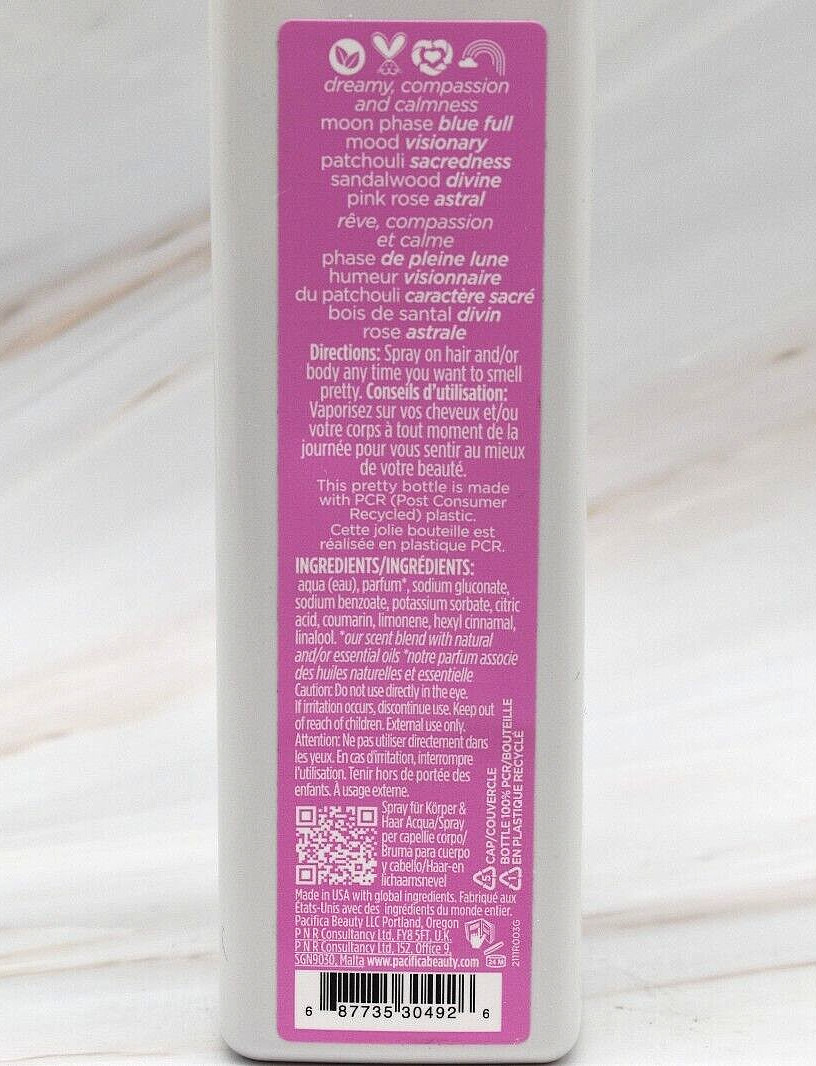 dreamy, compassion
and calmness
moon phase blue full
mood visionary
patchouli sacredness
sandalwood divine
pink rose astral
rêve, compassion
et calme
phase de pleine lune
humeur visionnaire
du patchouli caractère sacré
bois de santal divin
rose astrale
Directions: Spray on hair and/or
body any time you want to smell
pretty. Conseils d'utilisation:
Vaporisez sur vos cheveux et/ou
votre corps à tout moment de la
journée pour vous sentir au mieux
de votre beauté.
This pretty bottle is made
with PCR (Post Consumer
Recycled) plastic.
Cette jolie bouteille est
réalisée en plastique PCR.
INGREDIENTS/INGRÉDIENTS:
aqua (eau), parfum*, sodium gluconate,
sodium benzoate, potassium sorbate, citric
acid, coumarin, limonene, hexyl cinnamal,
linalool. *our scent blend with natural
and/or essential oils *notre parfum associe
des huiles naturelles et essentielle
Caution: Do not use directly in the eye.
If irritation occurs, discontinue use. Keep out
of reach of children. External use only.
Attention: Ne pas utiliser directement dans
les yeux. En cas d'irritation, interrompre
l'utilisation. Tenir hors de portée des
enfants. À usage externe.
Spray für Körper &
Haar Acqua/Spray
per capellie corpo/
Bruma para cuerpo
y cabello/Haar-en
lichaamsnevel
5 CAP/COUVERCLE
1 BOTTLE 100% PCR/BOUTEILLE
EN PLASTIQUE RECYCLÉ
Made in USA with global ingredients. Fabriqué aux
États-Unis avec des ingrédients du monde entier.
Pacifica Beauty LLC Portland, Oregon
P N R Consultancy Ltd, FY8 5FT, U.K.
P N R Consultancy Ltd. 152, Office 9,
SGN9030, Malta www.pacificabeauty.com
24 M
2111R003G
6 87735 30492 6